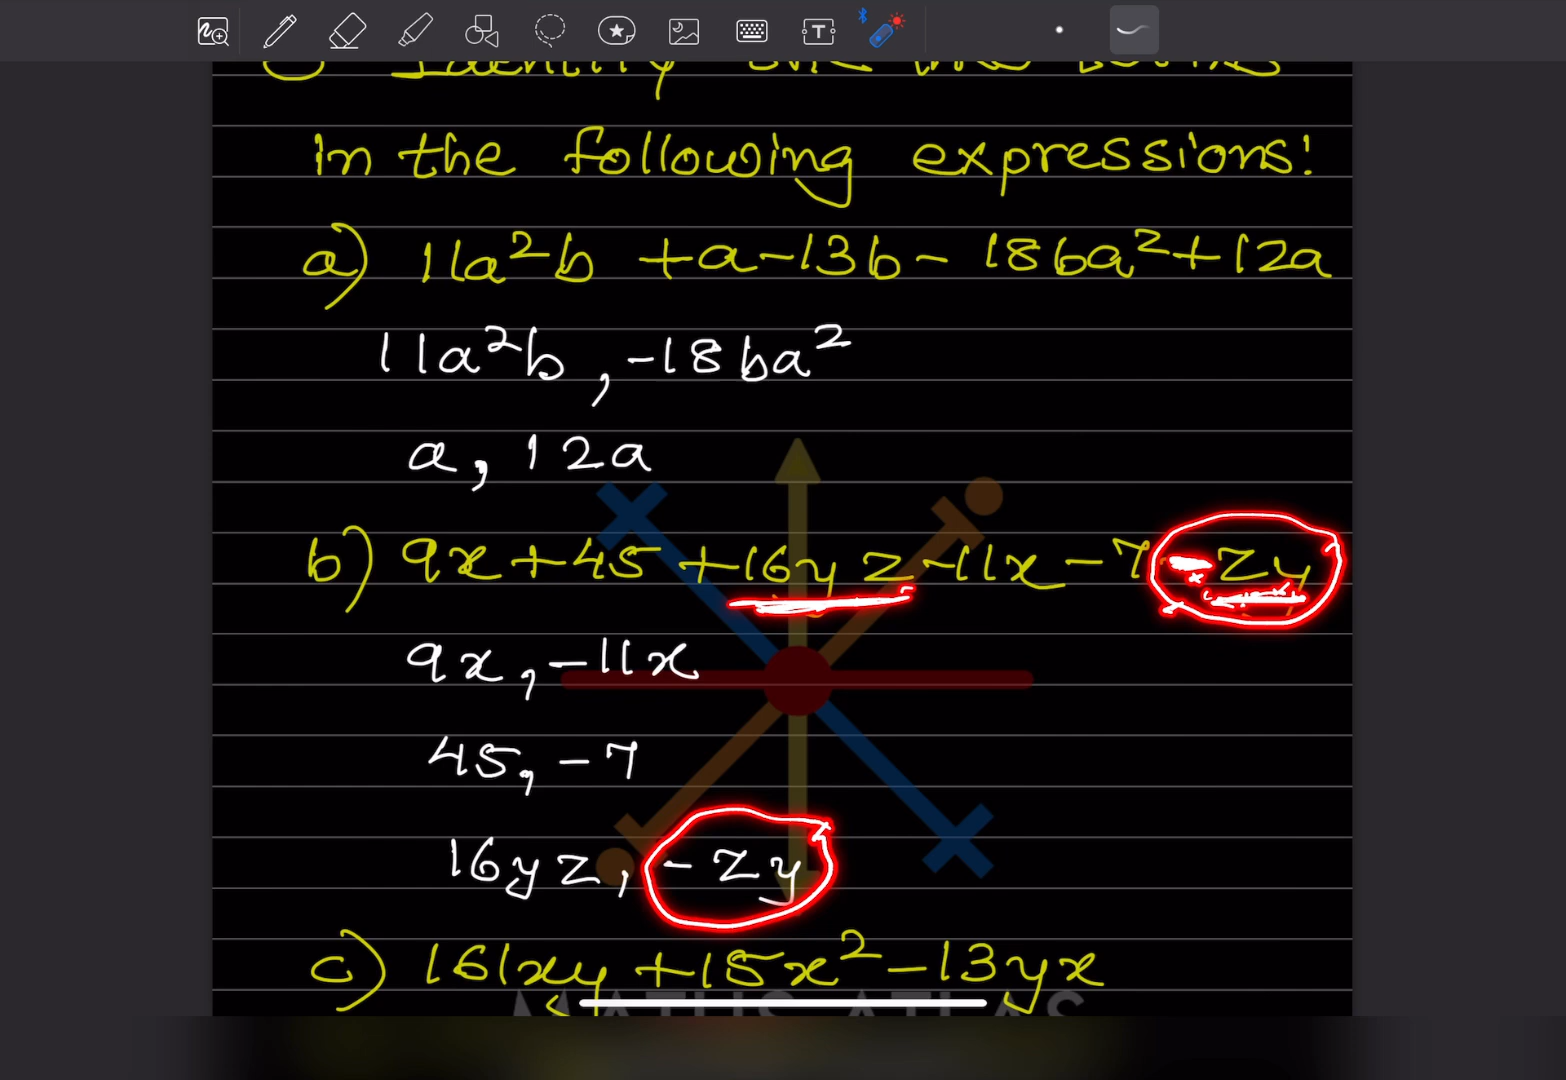 in the following expressions:
a) 11a²b + a - 13b - 18ba² + 12a
11a²b, -18ba²
a, 12a
b) 9x + 45 + 16yz - 11x - 7 - zy
9x, -11x
45, -7
16yz, -zy
c) 161xy + 15x² - 13yx